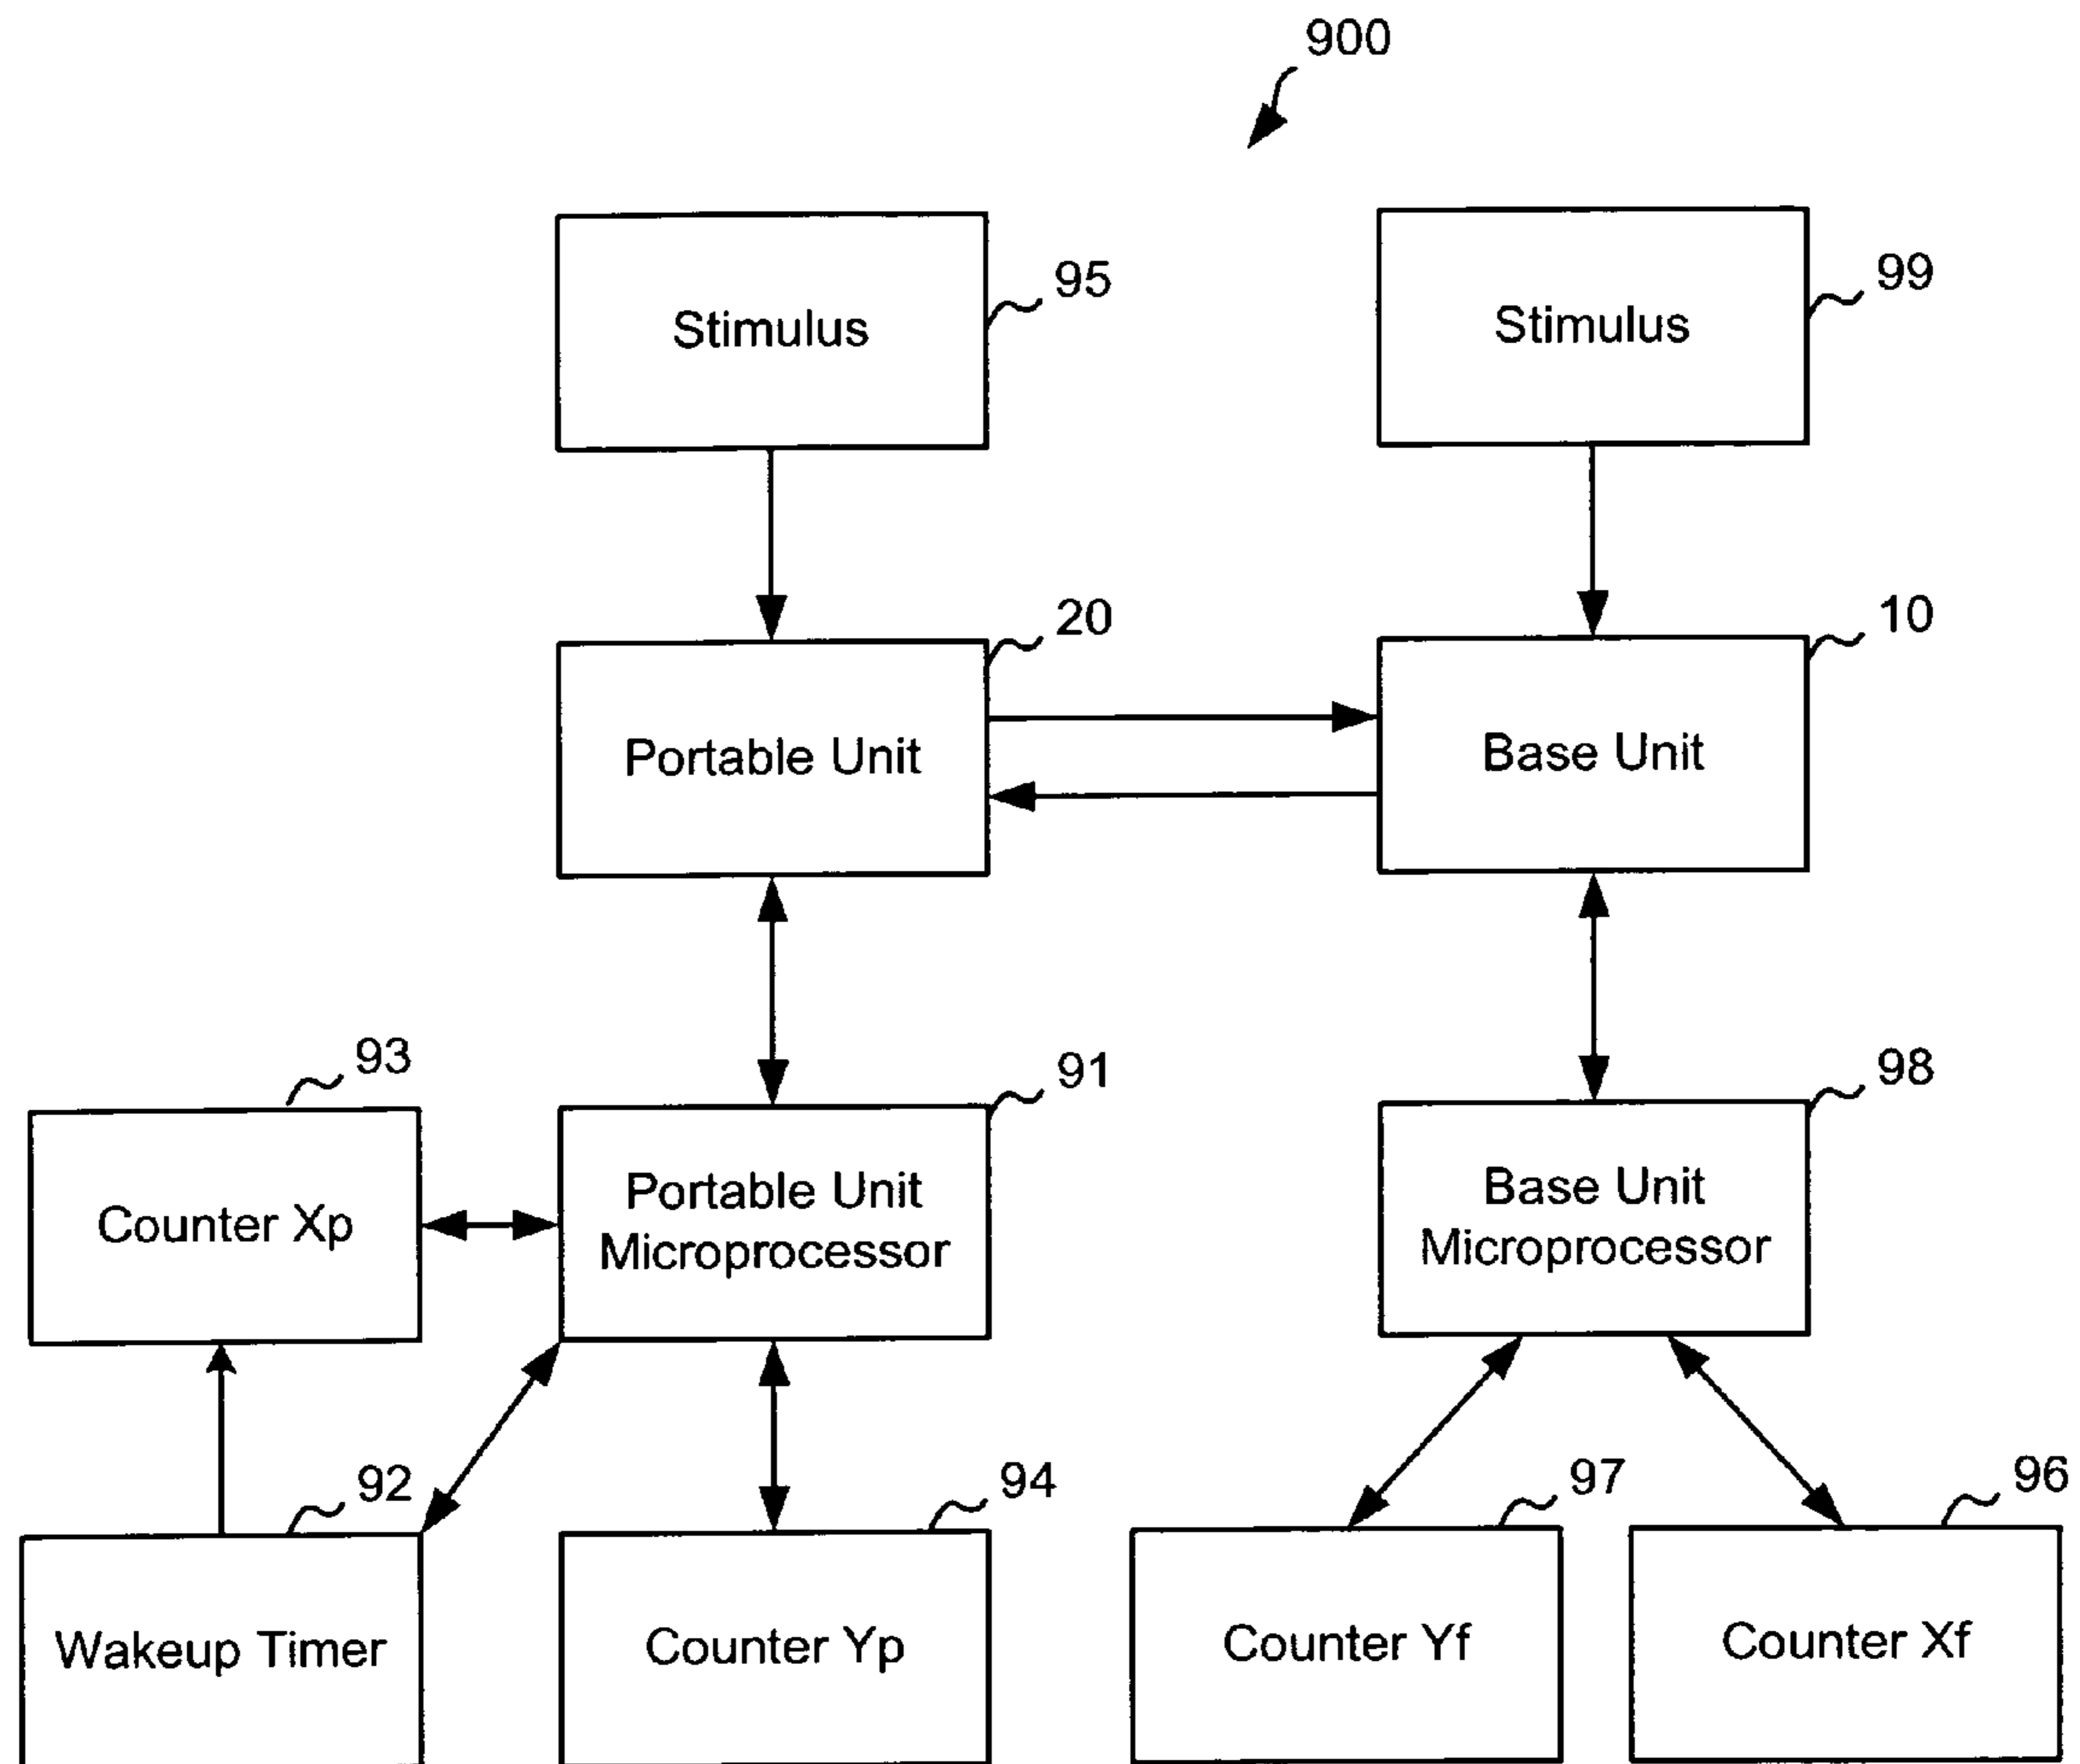 900
95
99
Stimulus
Stimulus
20
10
Portable Unit
Base Unit
93
91
98
Counter Xp
Portable Unit
Microprocessor
Base Unit
Microprocessor
92
94
97
96
Wakeup Timer
Counter Yp
Counter Yf
Counter Xf